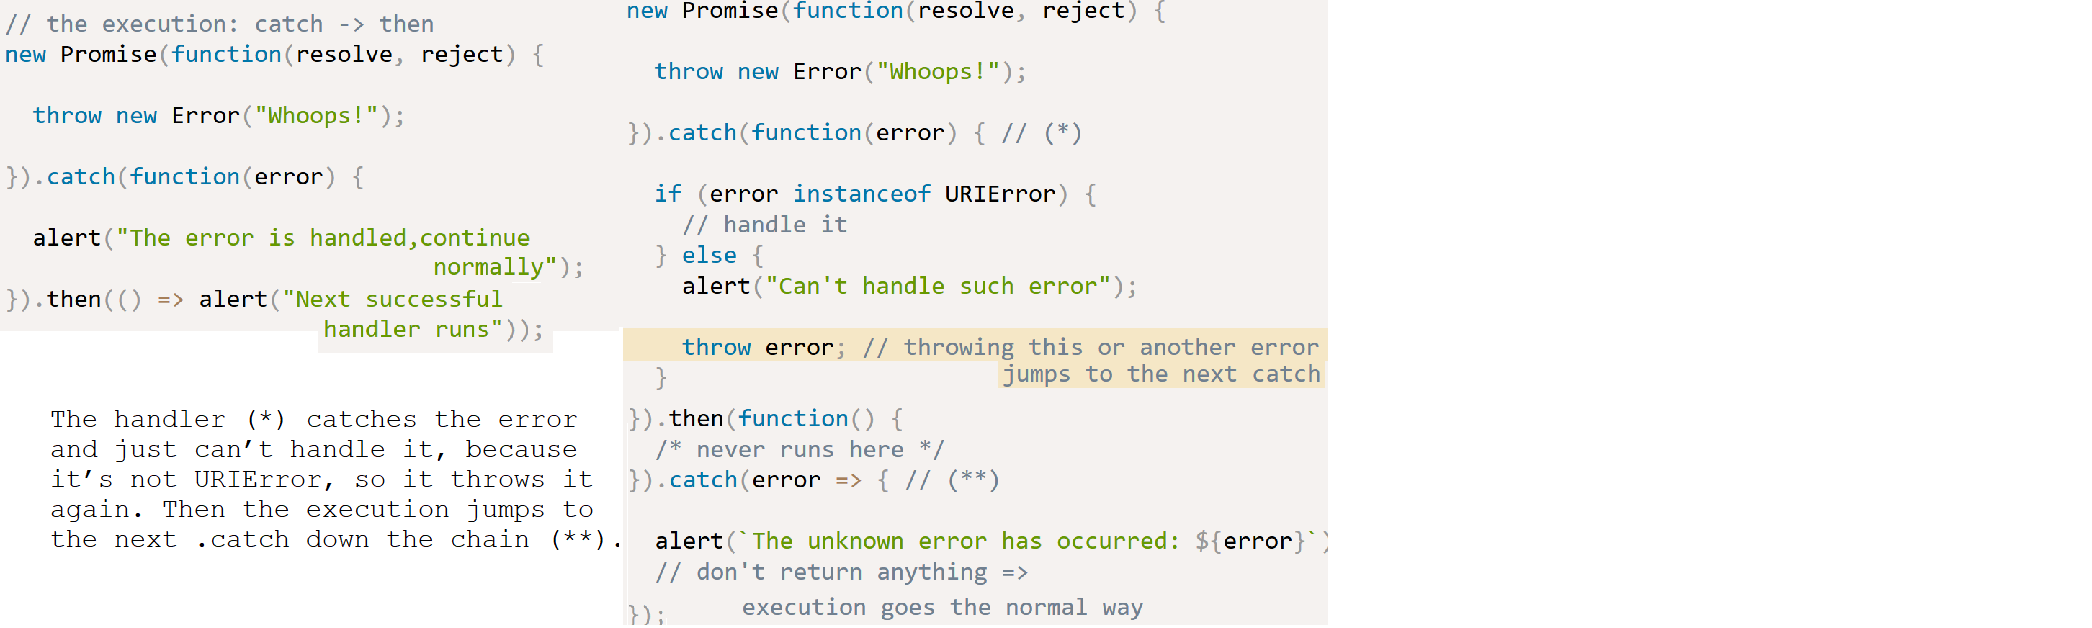 // the execution: catch -> then
new Promise(function(resolve, reject) {
throw new Error("Whoops!");
}).catch(function(error) {
alert("The error is handled,continue
normally");
}).then(() => alert("Next successful
handler runs"));
The handler (*) catches the error
and just can’t handle it, because
it’s not URIError, so it throws it
again. Then the execution jumps to
the next .catch down the chain (**).
new Promise(function(resolve, reject) {
throw new Error("Whoops!");
}).catch(function(error) { // (*)
if (error instanceof URIError) {
// handle it
} else {
alert("Can't handle such error");
throw error; // throwing this or another error
jumps to the next catch
}
}).then(function() {
/* never runs here */
}).catch(error => { // (**)
alert(`The unknown error has occurred: ${error}`)
// don't return anything =>
execution goes the normal way
});